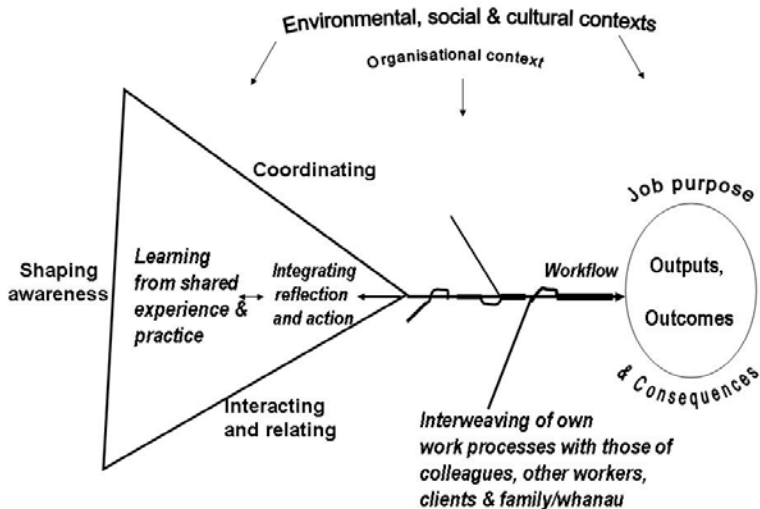 Environmental, social & cultural contexts
Organisational context
Coordinating
Shaping
awareness
Learning
from shared
experience &
practice
Integrating
reflection
and action
Interacting
and relating
Workflow
Job purpose
Outputs,
Outcomes
& Consequences
Interweaving of own
work processes with those of
colleagues, other workers,
clients & family/whanau